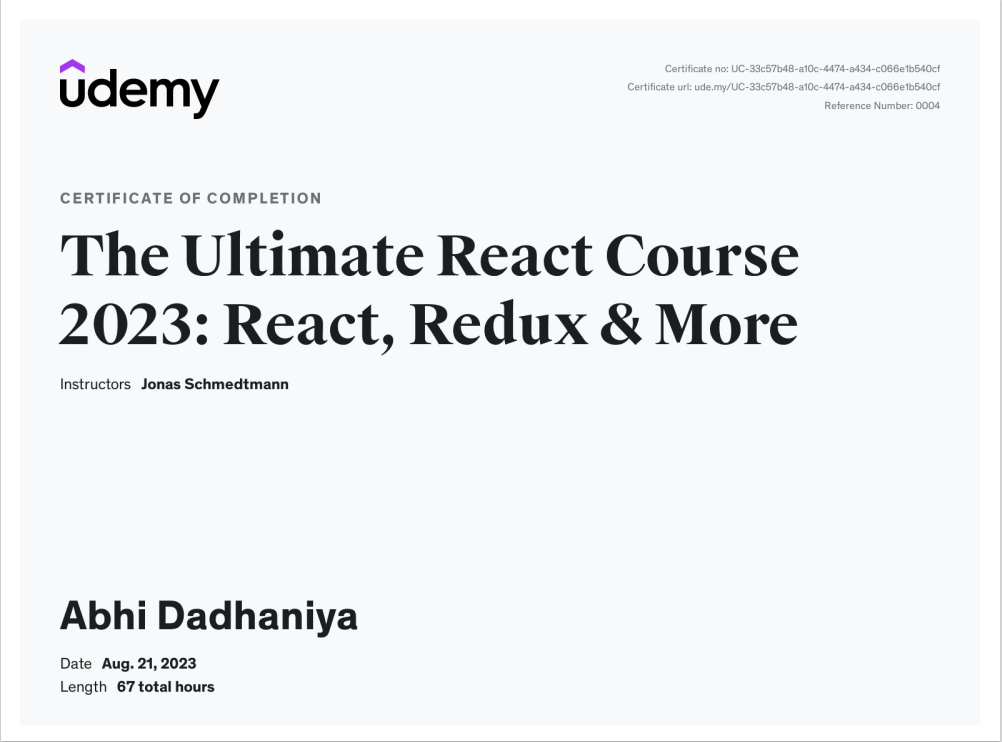 udemy
Certificate no: UC-33c57b48-a10c-4474-a434-c066e1b540cf
Certificate url: ude.my/UC-33c57b48-a10c-4474-a434-c066e1b540cf
Reference Number: 0004
CERTIFICATE OF COMPLETION
The Ultimate React Course
2023: React, Redux & More
Instructors Jonas Schmedtmann
Abhi Dadhaniya
Date Aug. 21, 2023
Length 67 total hours